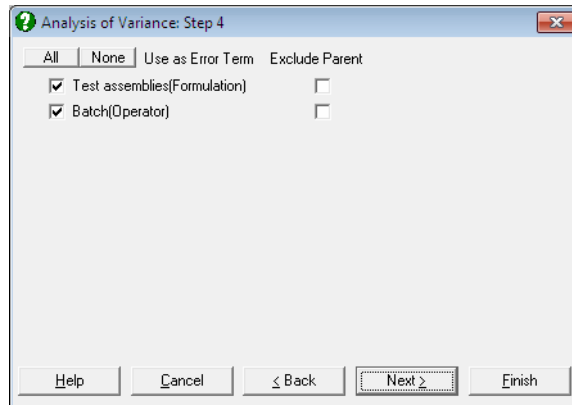 Analysis of Variance: Step 4
All None Use as Error Term Exclude Parent
Test assemblies(Formulation)
Batch(Operator)
Help Cancel < Back Next > Finish